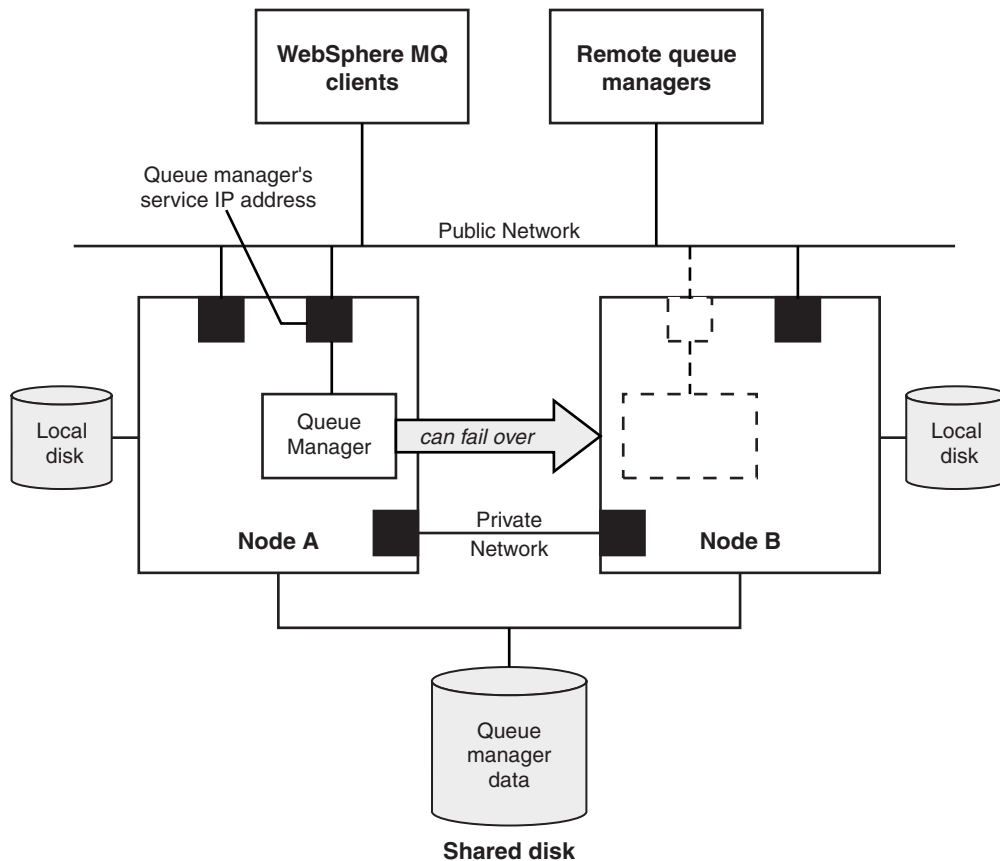 WebSphere MQ
clients
Remote queue
managers
Queue manager's
service IP address
Public Network
Local
disk
Queue
Manager
can fail over
Local
disk
Node A
Private
Network
Node B
Queue
manager
data
Shared disk